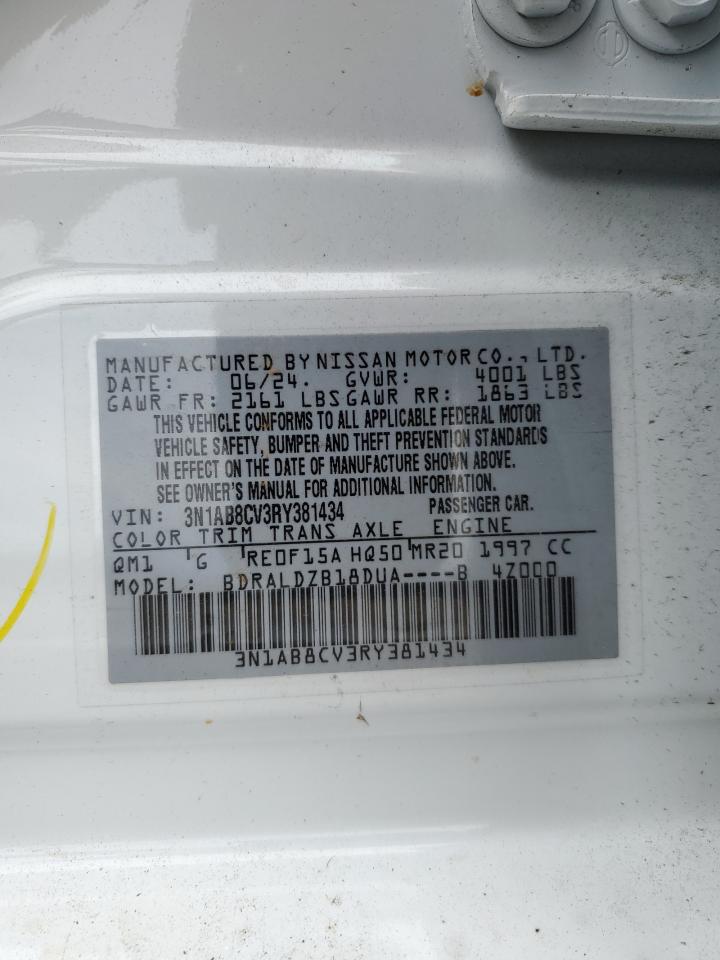 MANUFACTURED BY NISSAN MOTOR CO., LTD.
DATE: 06/24. GVWR: 4001 LBS
GAWR FR: 2161 LBS GAWR RR: 1863 LBS
THIS VEHICLE CONFORMS TO ALL APPLICABLE FEDERAL MOTOR
VEHICLE SAFETY, BUMPER AND THEFT PREVENTION STANDARDS
IN EFFECT ON THE DATE OF MANUFACTURE SHOWN ABOVE.
SEE OWNER'S MANUAL FOR ADDITIONAL INFORMATION.
VIN: 3N1AB8CV3RY381434 PASSENGER CAR.
COLOR TRIM TRANS AXLE ENGINE
QM1 G RE0F15A HQ50 MR20 1997 CC
MODEL: BDRALDZB18DUA----B 4Z000
3N1AB8CV3RY381434